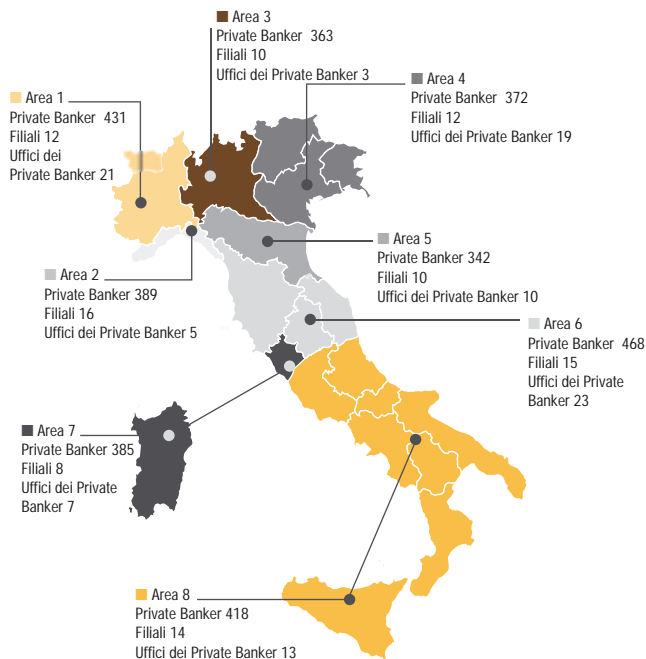 Area 3
Private Banker 363
Filiali 10
Uffici dei Private Banker 3
Area 4
Private Banker 372
Filiali 12
Uffici dei Private Banker 19
Area 1
Private Banker 431
Filiali 12
Uffici dei
Private Banker 21
Area 5
Private Banker 342
Filiali 10
Uffici dei Private Banker 10
Area 2
Private Banker 389
Filiali 16
Uffici dei Private Banker 5
Area 6
Private Banker 468
Filiali 15
Uffici dei Private
Banker 23
Area 7
Private Banker 385
Filiali 8
Uffici dei Private
Banker 7
Area 8
Private Banker 418
Filiali 14
Uffici dei Private Banker 13